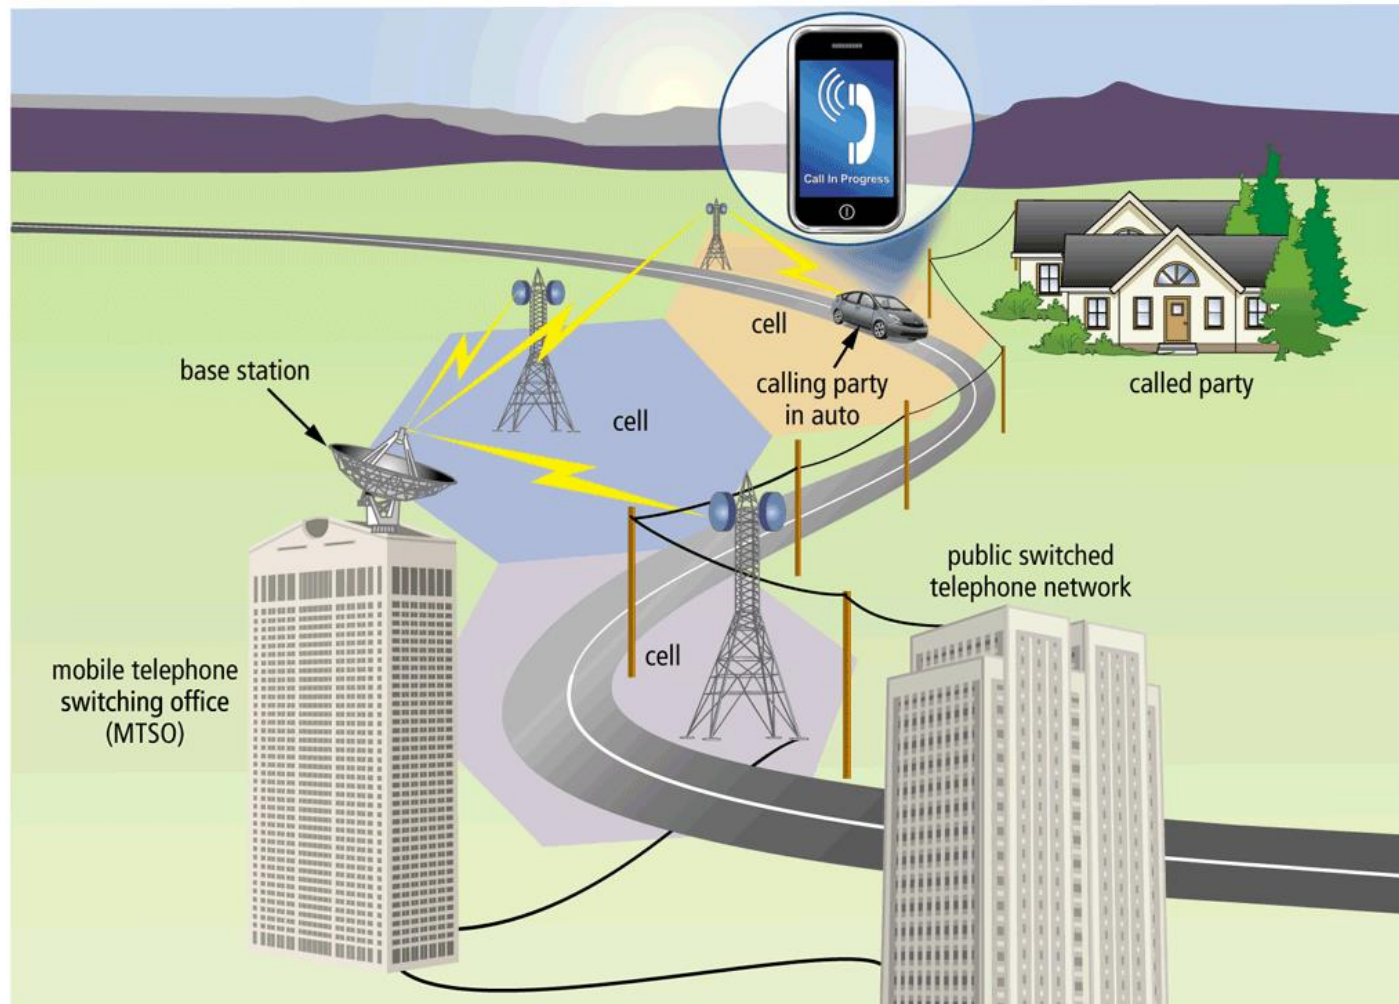 Call In Progress
cell
base station
calling party
in auto
called party
cell
public switched
telephone network
cell
mobile telephone
switching office
(MTSO)